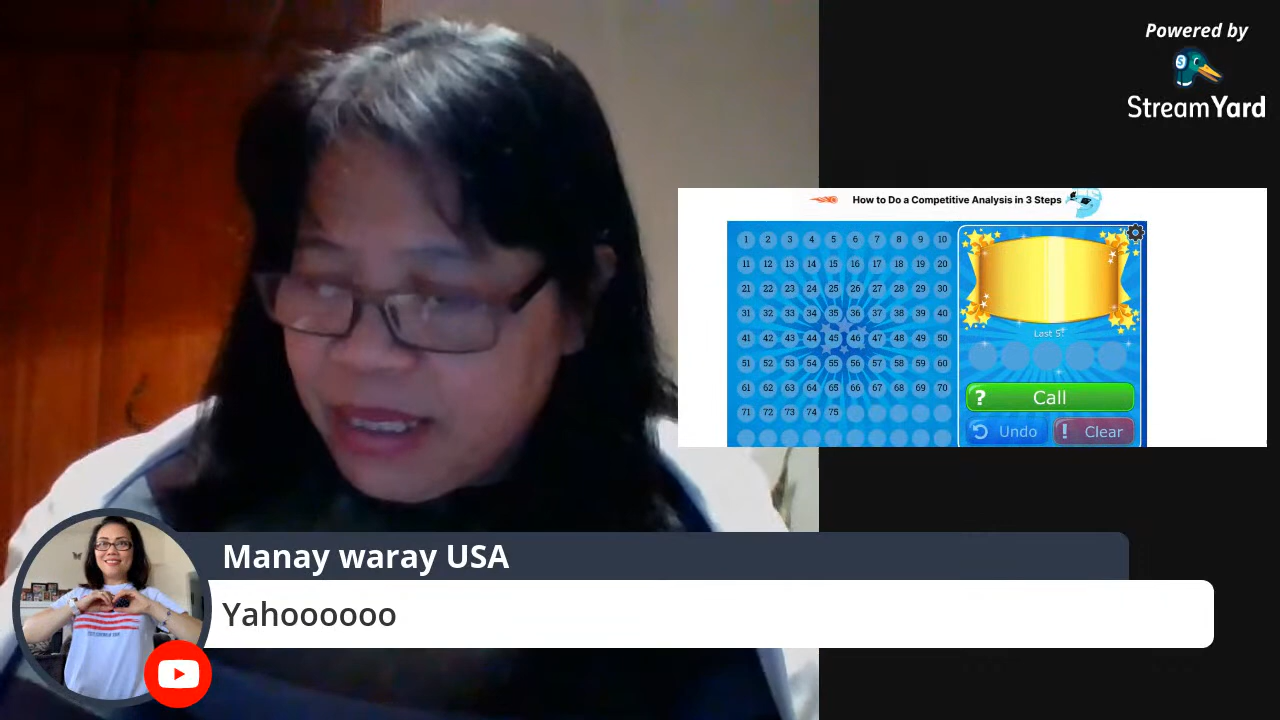 Powered by
StreamYard
How to Do a Competitive Analysis in 3 Steps
1 2 3 4 5 6 7 8 9 10
11 12 13 14 15 16 17 18 19 20
21 22 23 24 25 26 27 28 29 30
31 32 33 34 35 36 37 38 39 40
41 42 43 44 45 46 47 48 49 50
51 52 53 54 55 56 57 58 59 60
61 62 63 64 65 66 67 68 69 70
71 72 73 74 75
Last 5:
? Call
Undo ! Clear
Manay waray USA
Yahoooooo